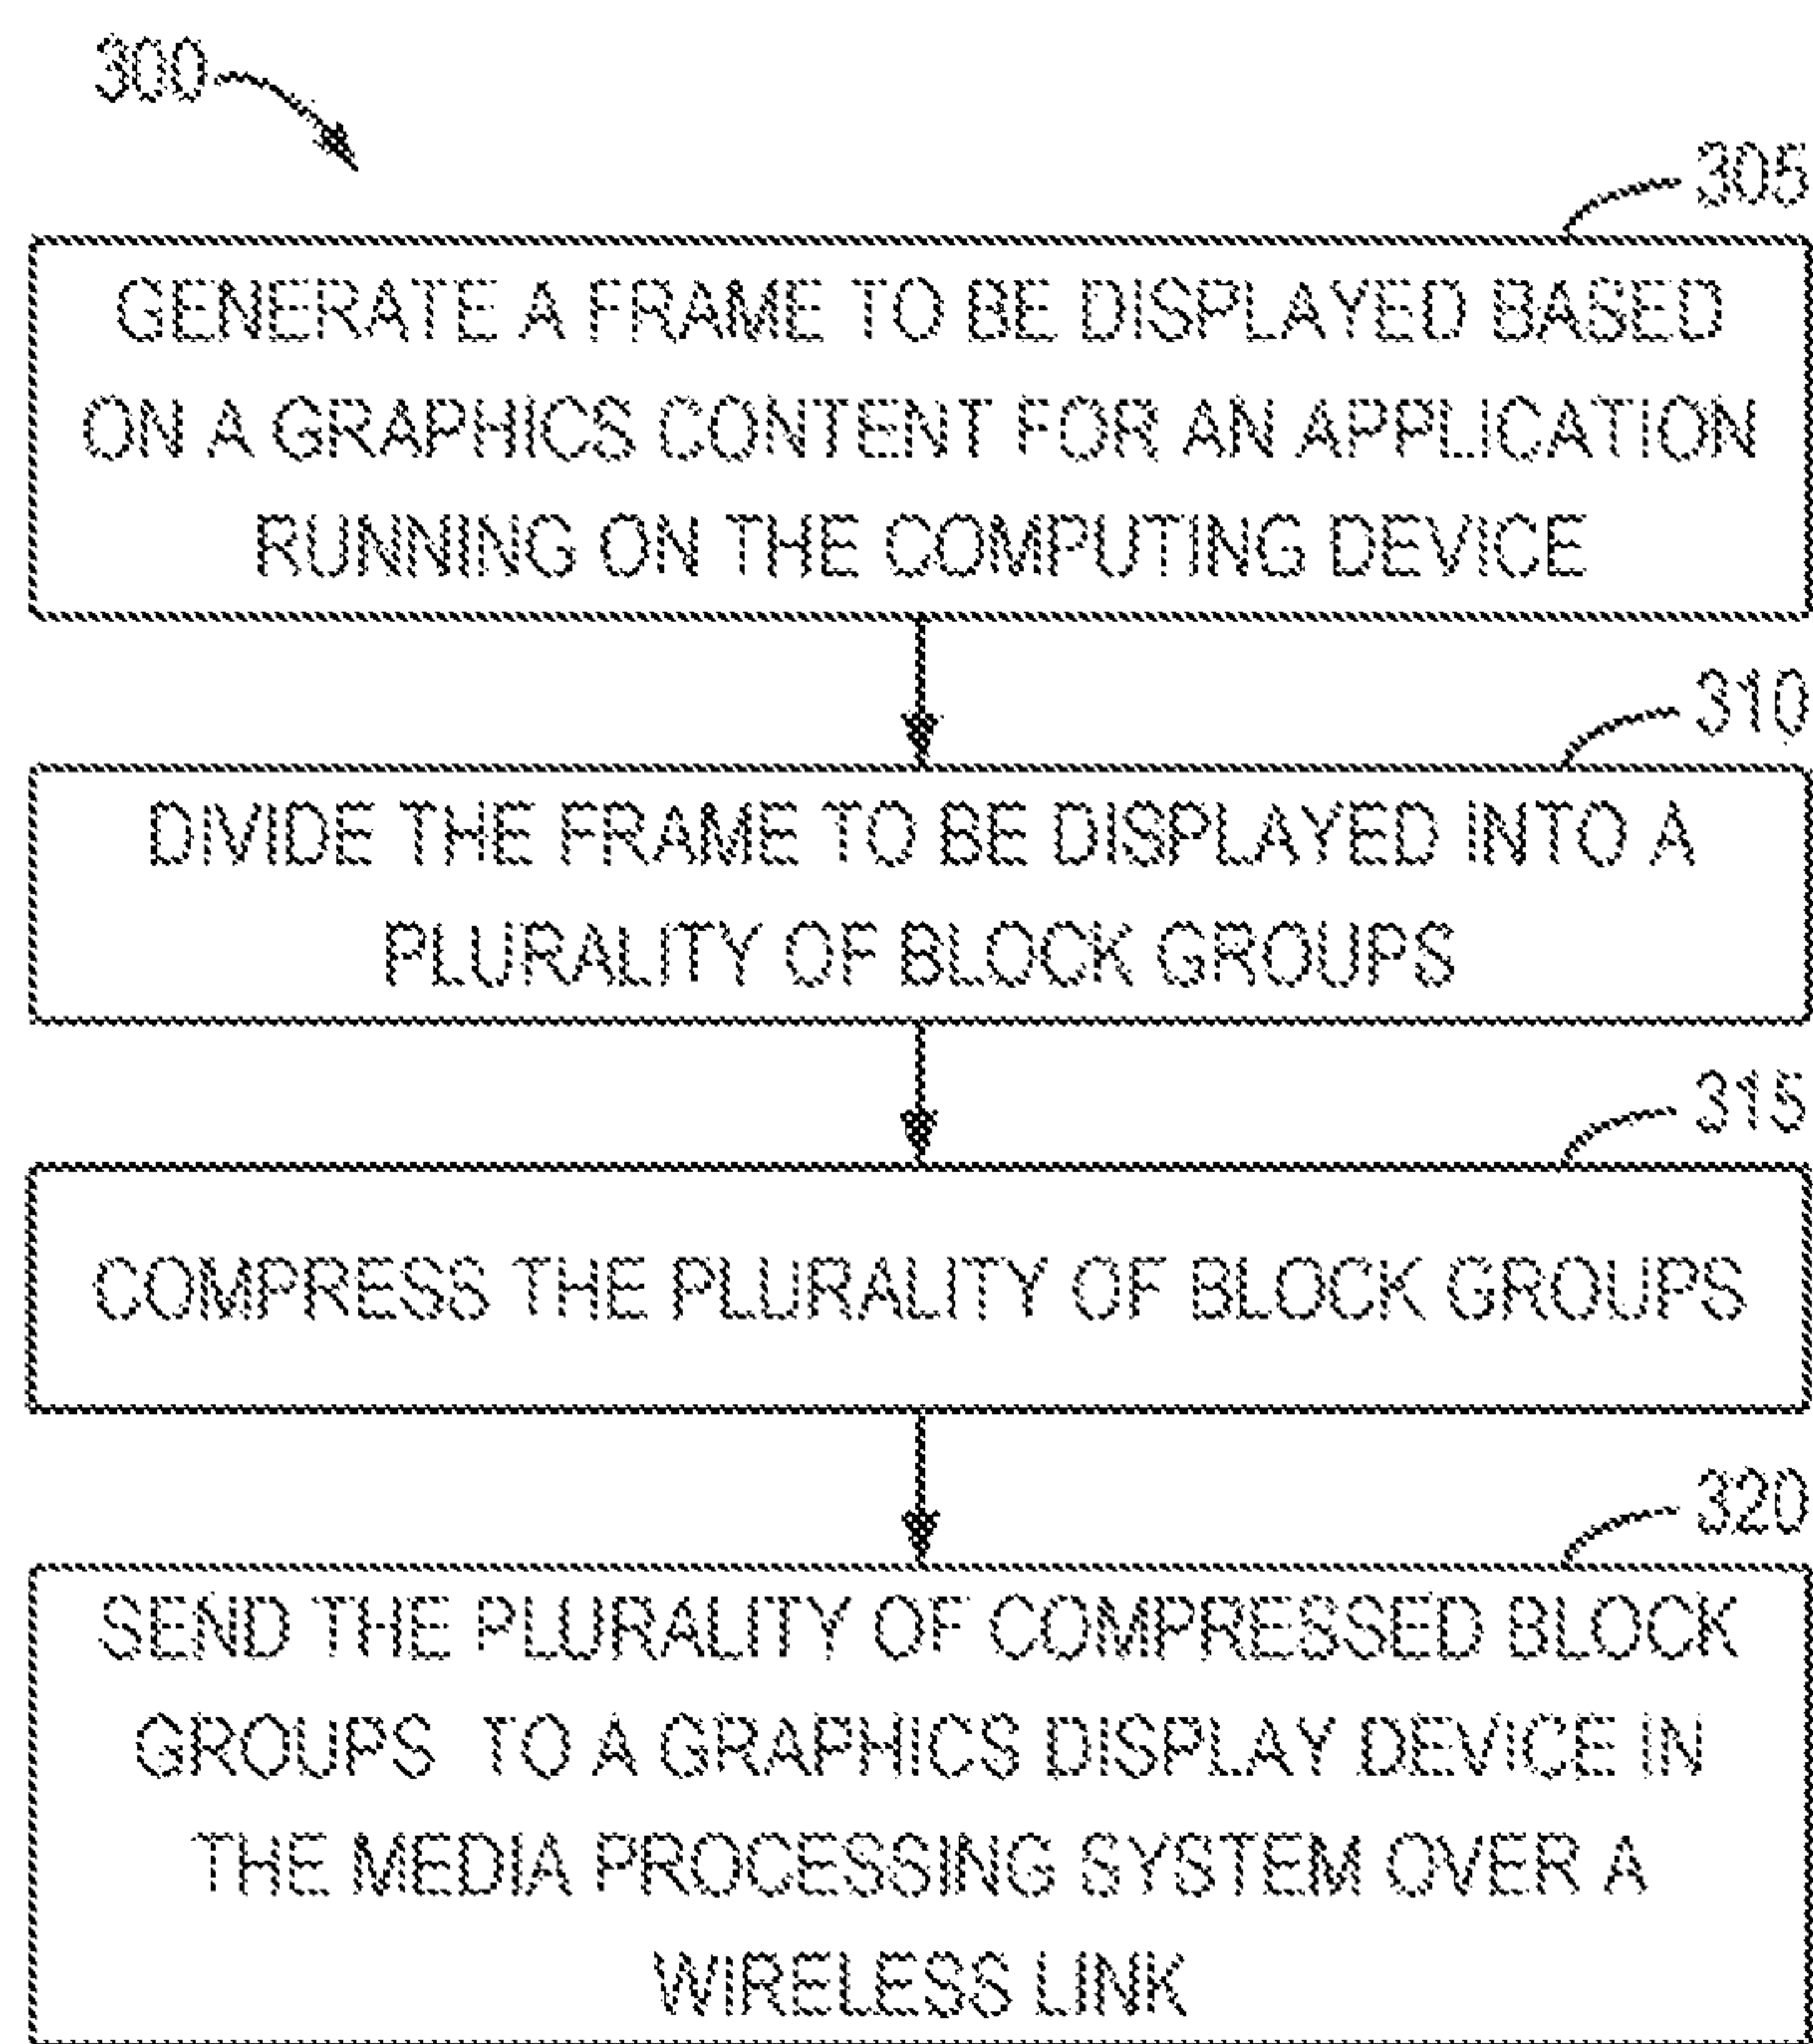 300
305
GENERATE A FRAME TO BE DISPLAYED BASED
ON A GRAPHICS CONTENT FOR AN APPLICATION
RUNNING ON THE COMPUTING DEVICE
310
DIVIDE THE FRAME TO BE DISPLAYED INTO A
PLURALITY OF BLOCK GROUPS
315
COMPRESS THE PLURALITY OF BLOCK GROUPS
320
SEND THE PLURALITY OF COMPRESSED BLOCK
GROUPS TO A GRAPHICS DISPLAY DEVICE IN
THE MEDIA PROCESSING SYSTEM OVER A
WIRELESS LINK